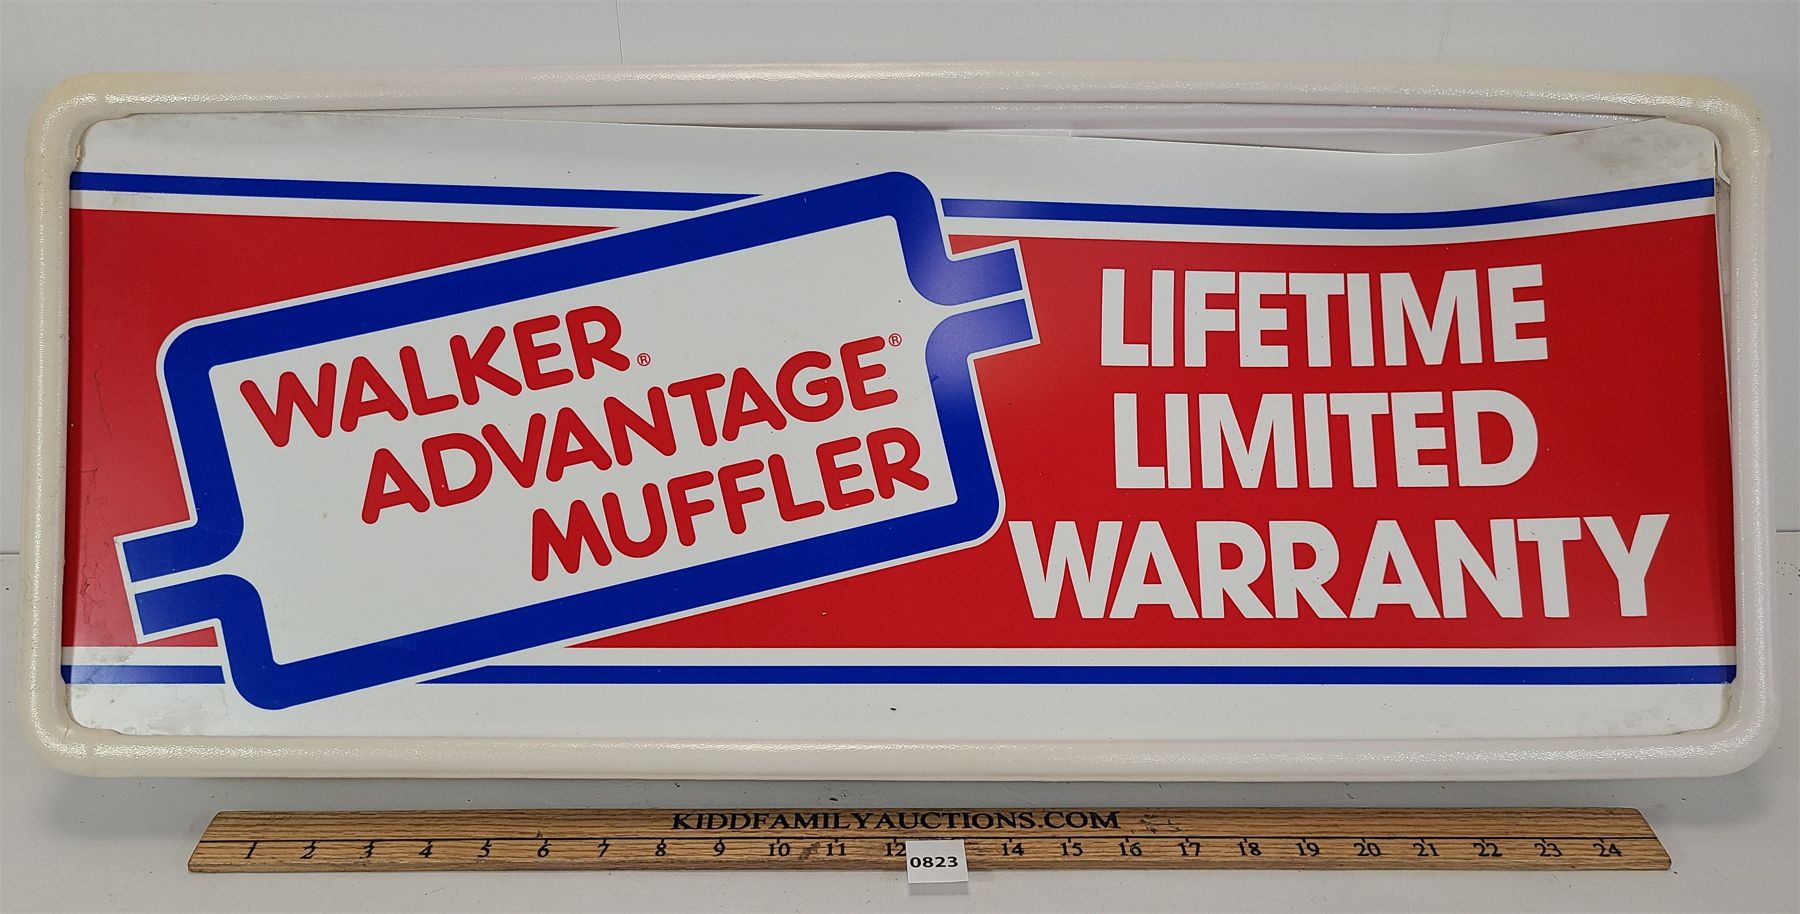 WALKER®
ADVANTAGE®
MUFFLER
LIFETIME
LIMITED
WARRANTY
KIDDFAMILYAUCTIONS.COM
1 2 3 4 5 6 7 8 9 10 11 12 14 15 16 17 18 19 20 21 22 23 24
0823